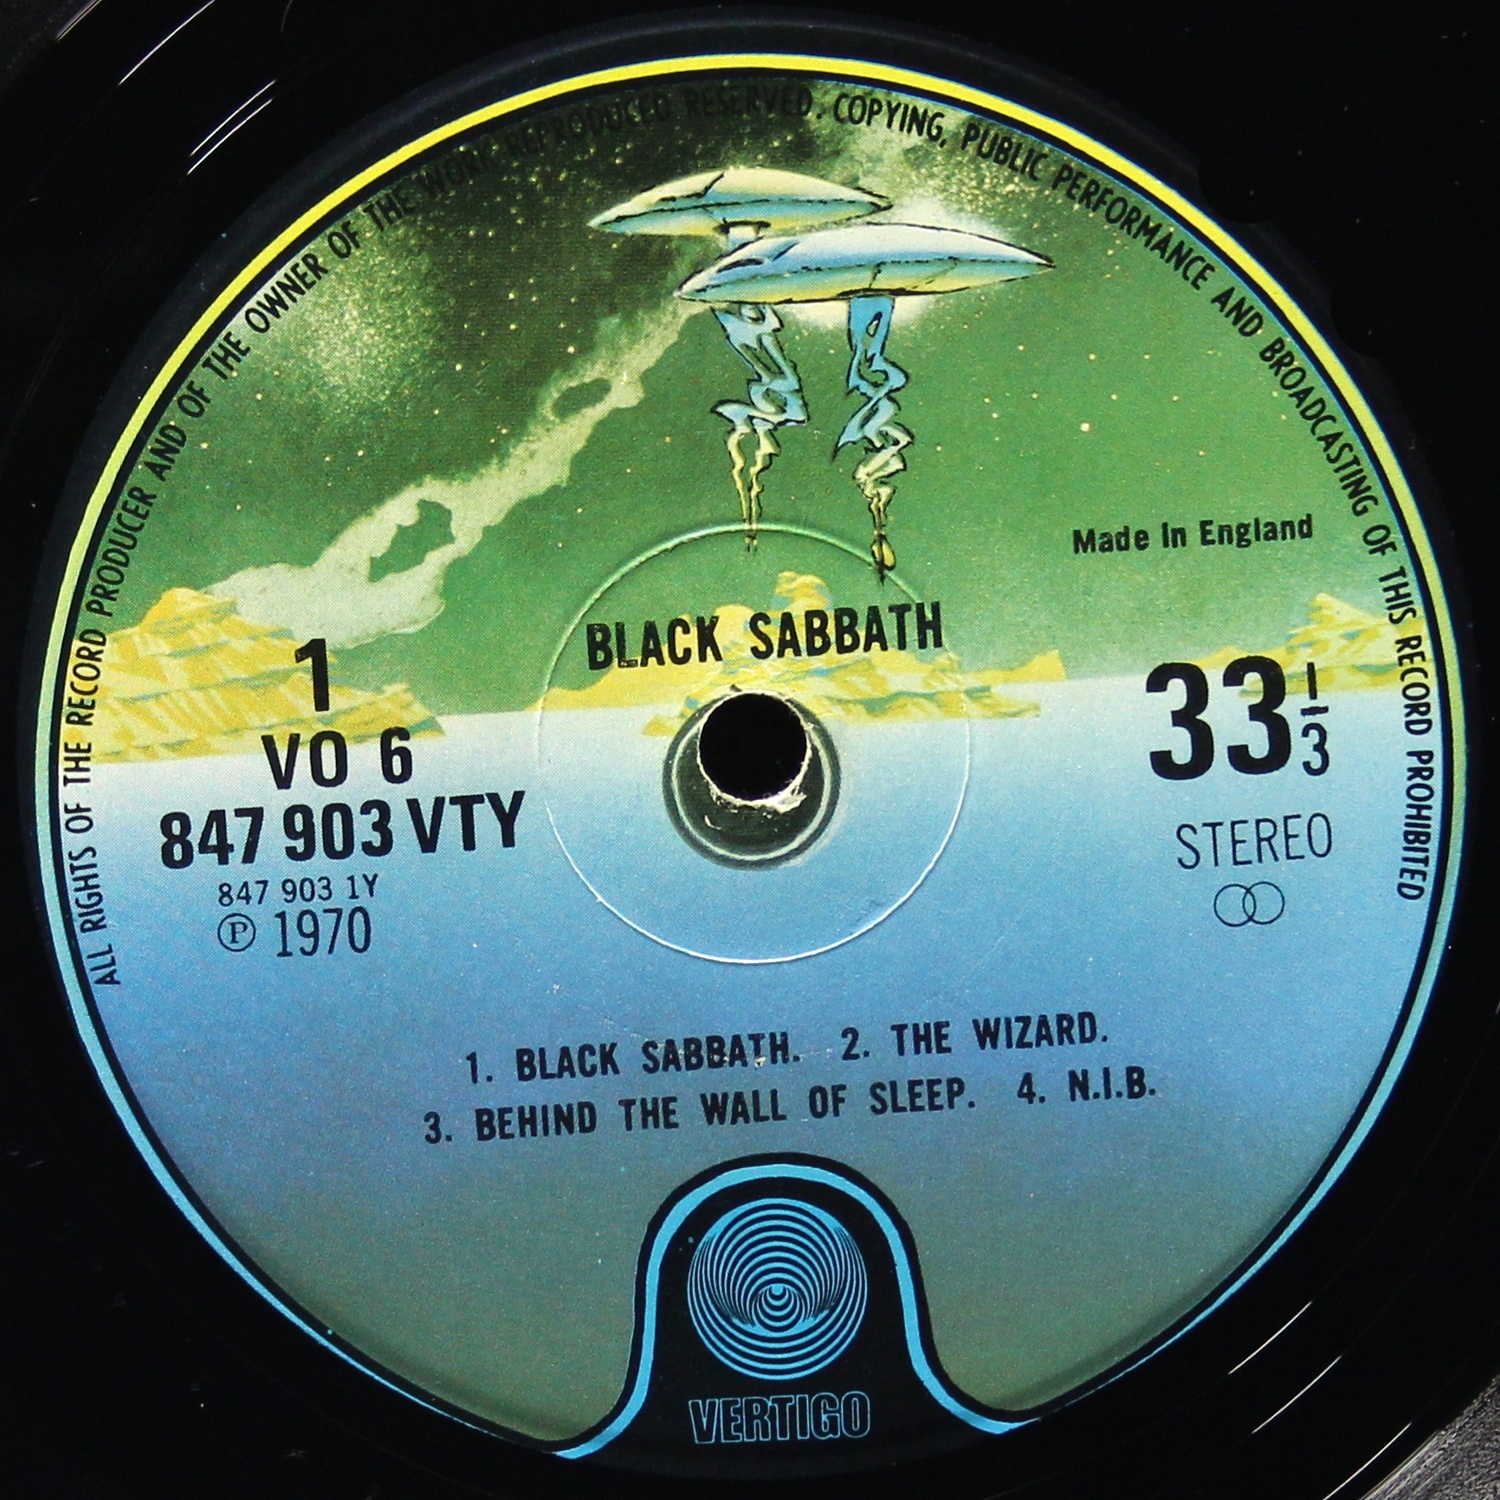 ALL RIGHTS OF THE RECORD PRODUCER AND OF THE OWNER OF THE WORK REPRODUCED RESERVED. COPYING, PUBLIC PERFORMANCE AND BROADCASTING OF THIS RECORD PROHIBITED
Made In England
BLACK SABBATH
1
VO 6
847 903 VTY
847 903 1Y
Ⓟ 1970
33 1/3
STEREO
1. BLACK SABBATH. 2. THE WIZARD.
3. BEHIND THE WALL OF SLEEP. 4. N.I.B.
VERTIGO